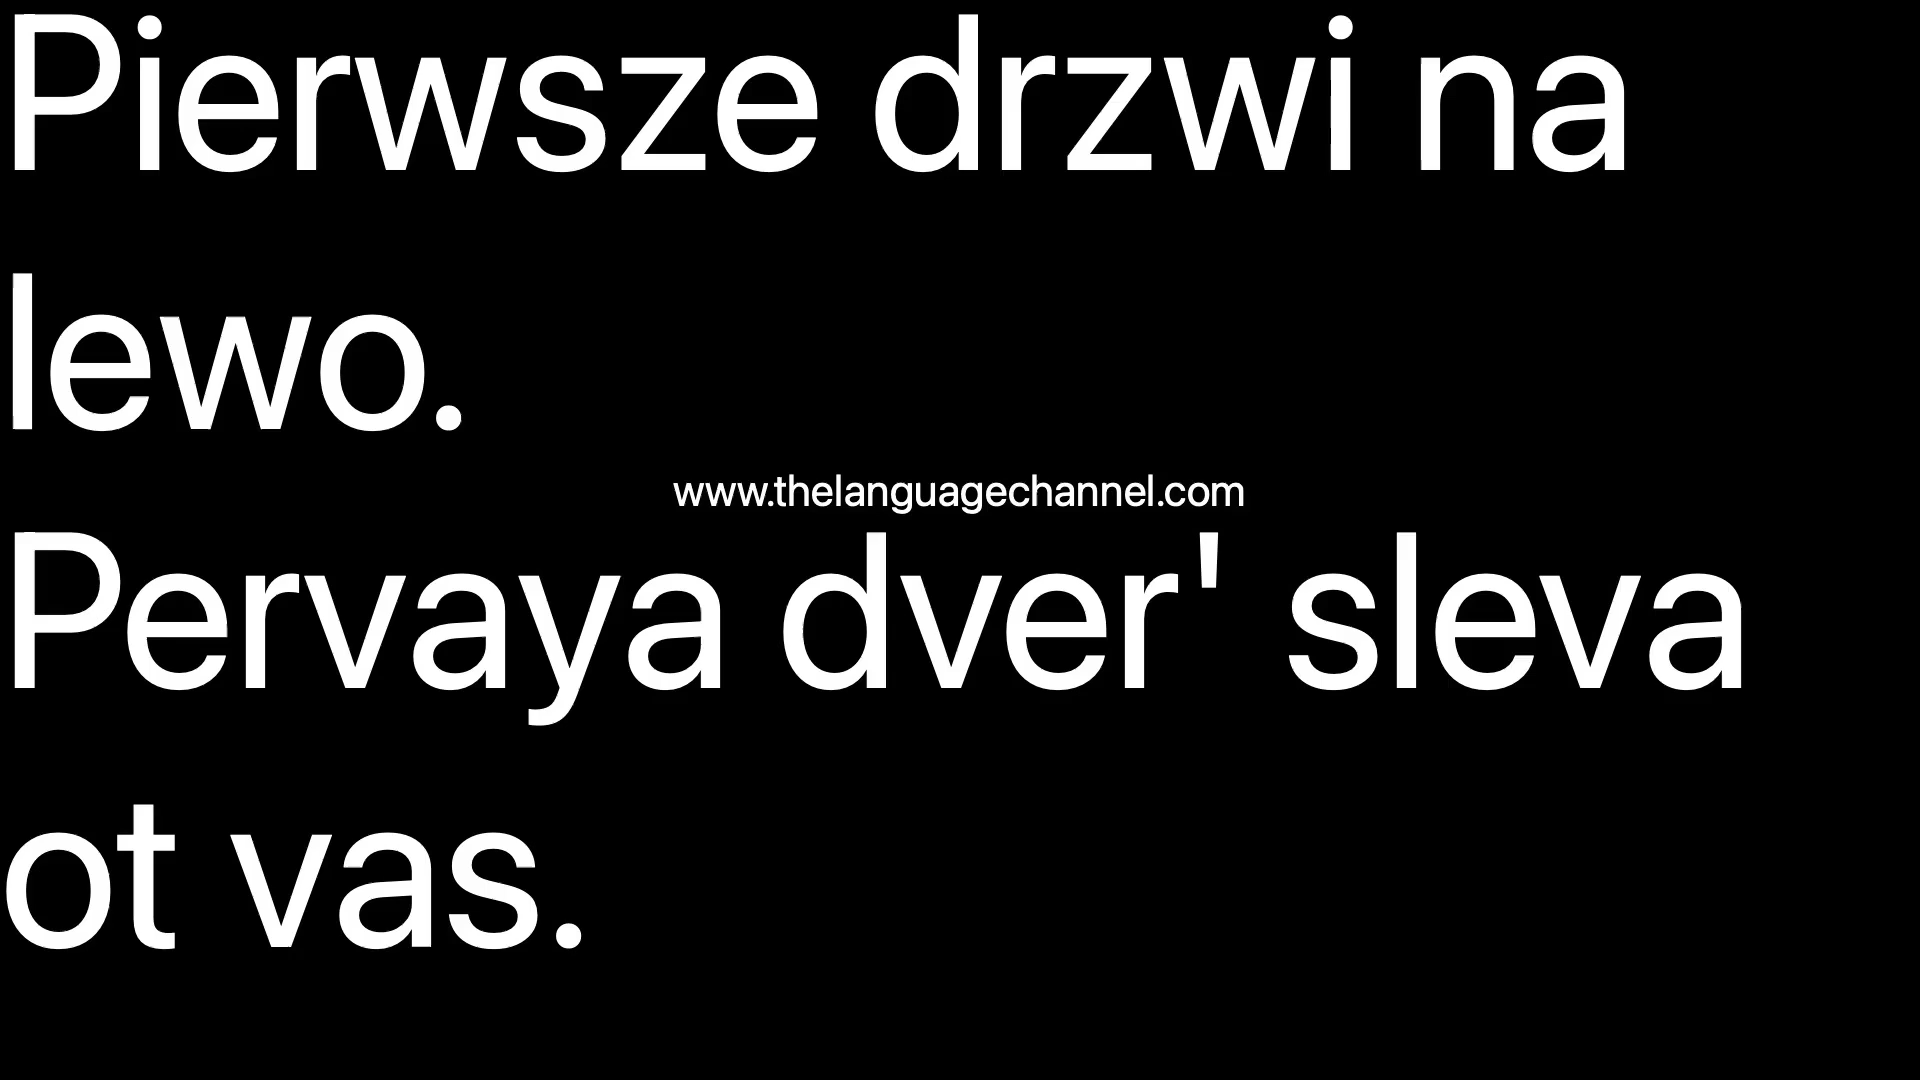 Pierwsze drzwi na
lewo.
www.thelanguagechannel.com
Pervaya dver' sleva
ot vas.